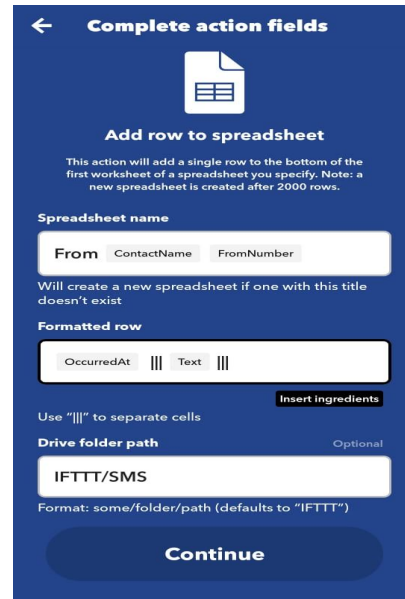 Complete action fields
Add row to spreadsheet
This action will add a single row to the bottom of the
first worksheet of a spreadsheet you specify. Note: a
new spreadsheet is created after 2000 rows.
Spreadsheet name
From ContactName FromNumber
Will create a new spreadsheet if one with this title
doesn't exist
Formatted row
OccurredAt ||| Text |||
Insert ingredients
Use "|||" to separate cells
Drive folder path Optional
IFTTT/SMS
Format: some/folder/path (defaults to "IFTTT")
Continue